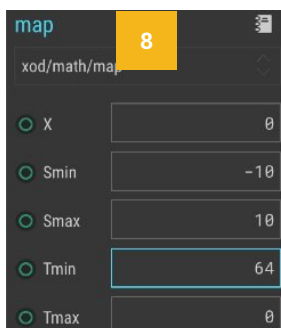 map
8
xod/math/map
X 0
Smin -10
Smax 10
Tmin 64
Tmax 0